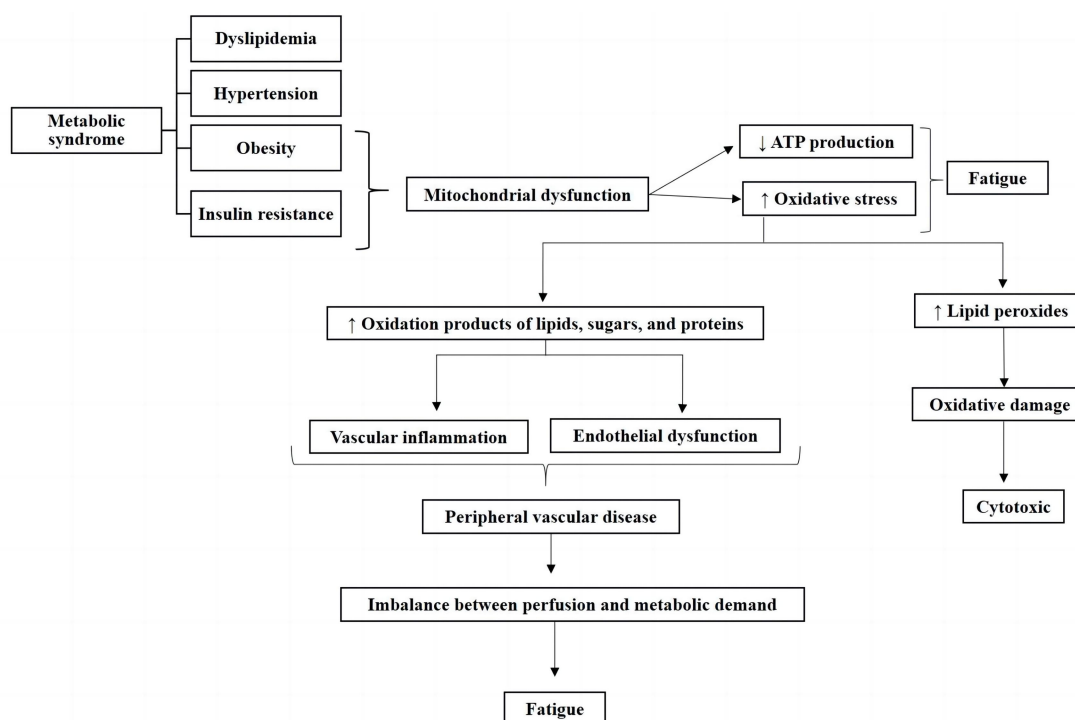 Dyslipidemia
Hypertension
Metabolic
syndrome
Obesity
Insulin resistance
Mitochondrial dysfunction
↓ ATP production
↑ Oxidative stress
Fatigue
↑ Oxidation products of lipids, sugars, and proteins
↑ Lipid peroxides
Vascular inflammation
Endothelial dysfunction
Oxidative damage
Peripheral vascular disease
Cytotoxic
Imbalance between perfusion and metabolic demand
Fatigue